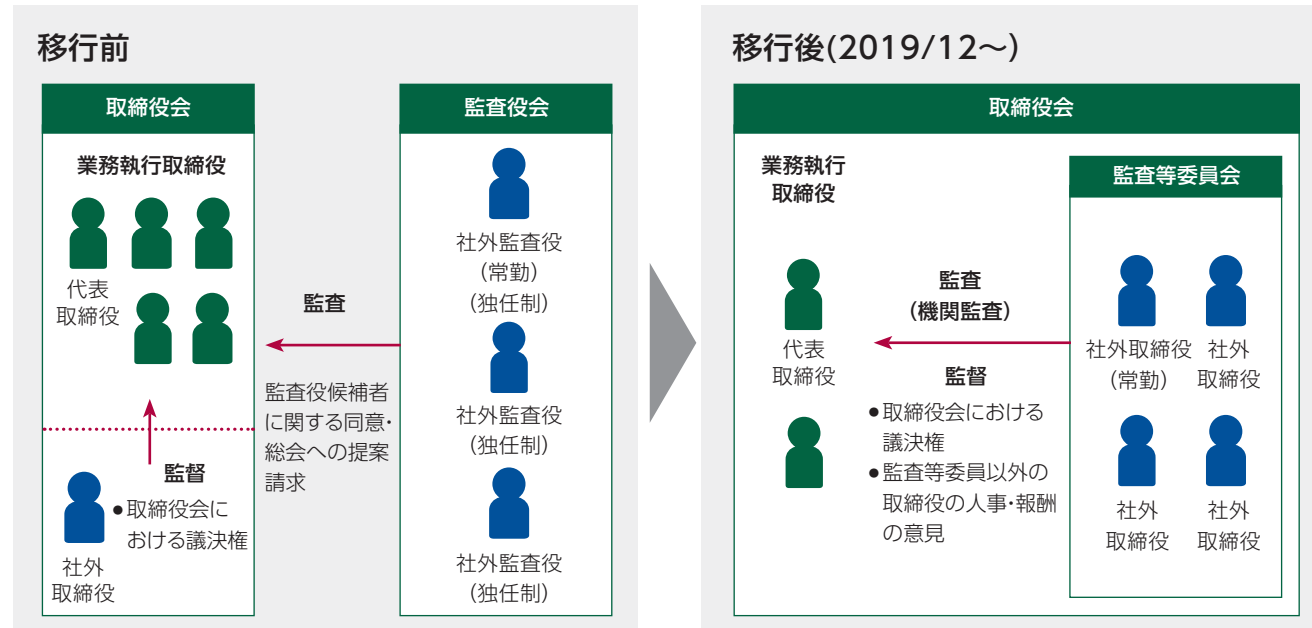 移行前
取締役会
業務執行取締役
代表
取締役
監督
●取締役会に
おける議決権
社外
取締役
監査
監査役候補者
に関する同意・
総会への提案
請求
監査役会
社外監査役
（常勤）
（独任制）
社外監査役
（独任制）
社外監査役
（独任制）
移行後(2019/12～)
取締役会
業務執行
取締役
代表
取締役
監査
（機関監査）
監督
●取締役会における
議決権
●監査等委員以外の
取締役の人事・報酬
の意見
監査等委員会
社外取締役
（常勤）
社外
取締役
社外
取締役
社外
取締役